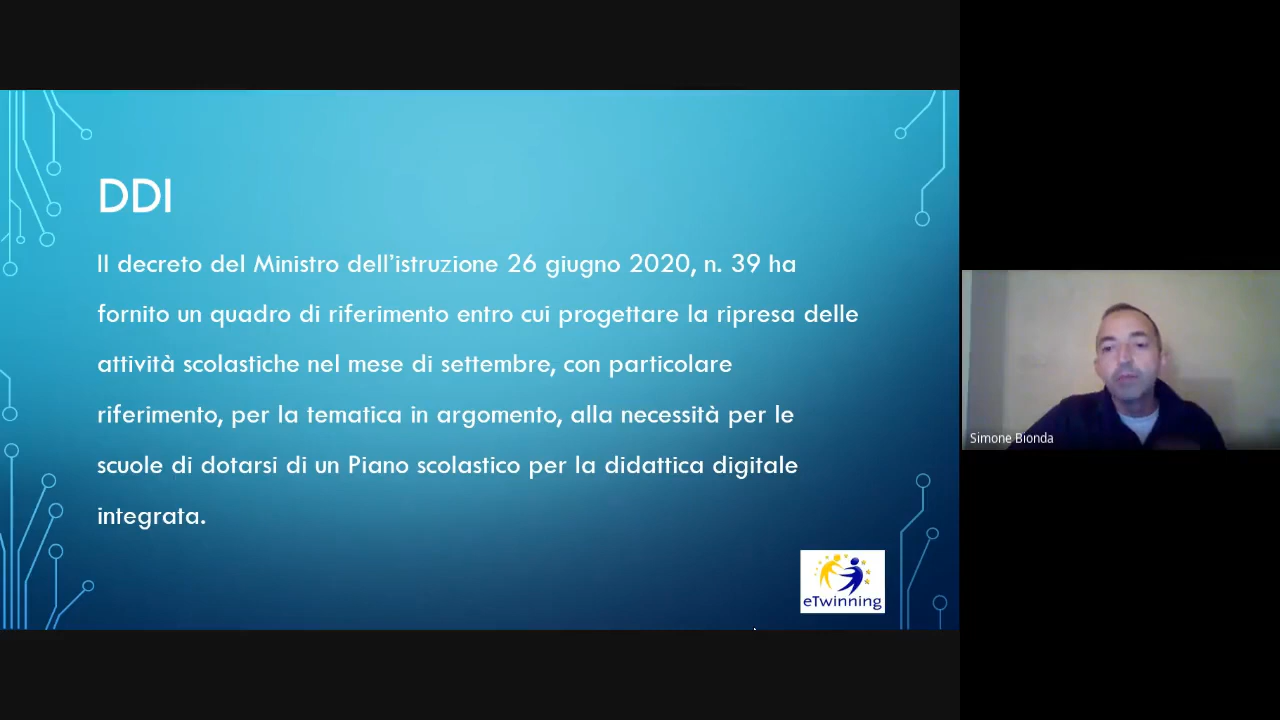 DDI
Il decreto del Ministro dell'istruzione 26 giugno 2020, n. 39 ha
fornito un quadro di riferimento entro cui progettare la ripresa delle
attività scolastiche nel mese di settembre, con particolare
riferimento, per la tematica in argomento, alla necessità per le
scuole di dotarsi di un Piano scolastico per la didattica digitale
integrata.
eTwinning
Simone Bionda